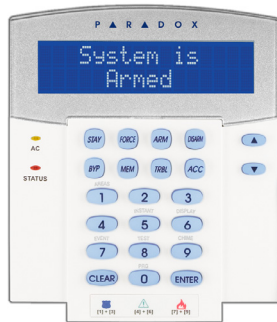 PARADOX
System is
Armed
AC
STATUS
STAY FORCE ARM DISARM
BYP MEM TRBL ACC
1 2 3
4 5 6
7 8 9
CLEAR 0 ENTER
[1] + [3] [4] + [6] [7] + [9]